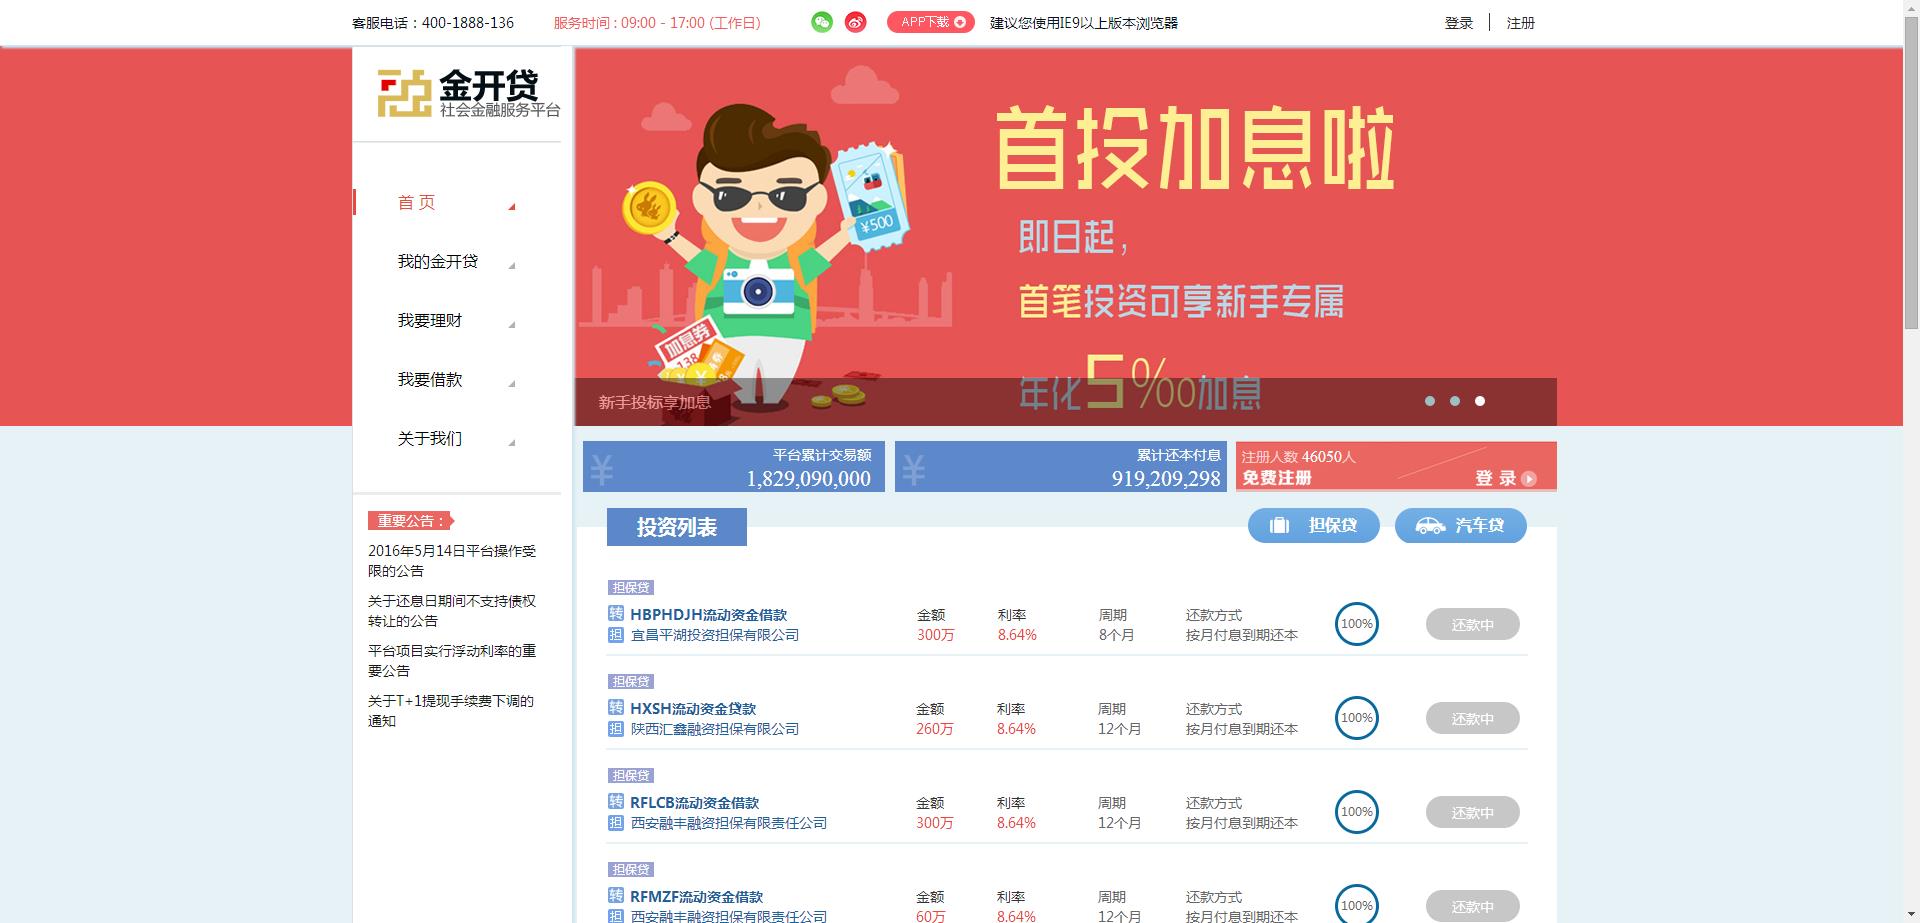 客服电话：400-1888-136
服务时间 : 09:00 - 17:00 (工作日)
APP下载
建议您使用IE9以上版本浏览器
登录
注册
金开贷
社会金融服务平台
首 页
我的金开贷
我要理财
我要借款
关于我们
重要公告：
2016年5月14日平台操作受
限的公告
关于还息日期间不支持债权
转让的公告
平台项目实行浮动利率的重
要公告
关于T+1提现手续费下调的
通知
首投加息啦
即日起，
首笔投资可享新手专属
年化5‰加息
¥500
加息券
138
新手投标享加息
¥
平台累计交易额
1,829,090,000
¥
累计还本付息
919,209,298
注册人数 46050人
免费注册
登 录
投资列表
担保贷
汽车贷
担保贷
转 HBPHDJH流动资金借款 金额 利率 周期 还款方式
担 宜昌平湖投资担保有限公司 300万 8.64% 8个月 按月付息到期还本
100%
还款中
担保贷
转 HXSH流动资金贷款 金额 利率 周期 还款方式
担 陕西汇鑫融资担保有限公司 260万 8.64% 12个月 按月付息到期还本
100%
还款中
担保贷
转 RFLCB流动资金借款 金额 利率 周期 还款方式
担 西安融丰融资担保有限责任公司 300万 8.64% 12个月 按月付息到期还本
100%
还款中
担保贷
转 RFMZF流动资金借款 金额 利率 周期 还款方式
担 西安融丰融资担保有限责任公司 60万 8.64% 12个月 按月付息到期还本
100%
还款中